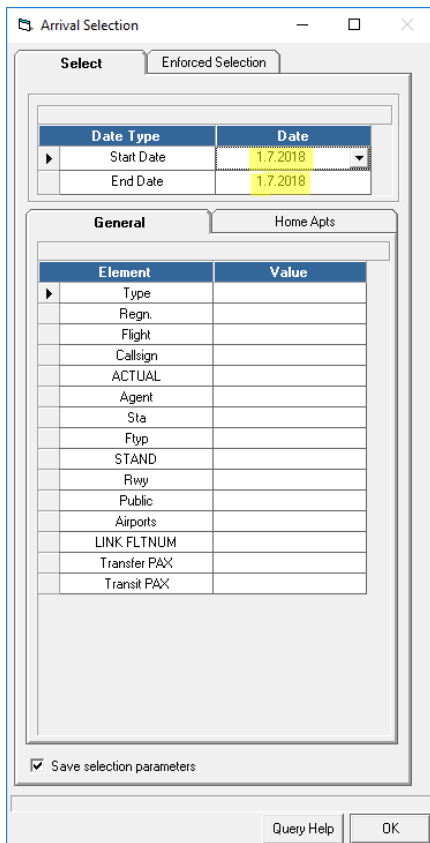 Arrival Selection
Select Enforced Selection
Date Type Date
Start Date 1.7.2018
End Date 1.7.2018
General Home Apts
Element Value
Type
Regn.
Flight
Callsign
ACTUAL
Agent
Sta
Ftyp
STAND
Rwy
Public
Airports
LINK FLTNUM
Transfer PAX
Transit PAX
Save selection parameters
Query Help OK